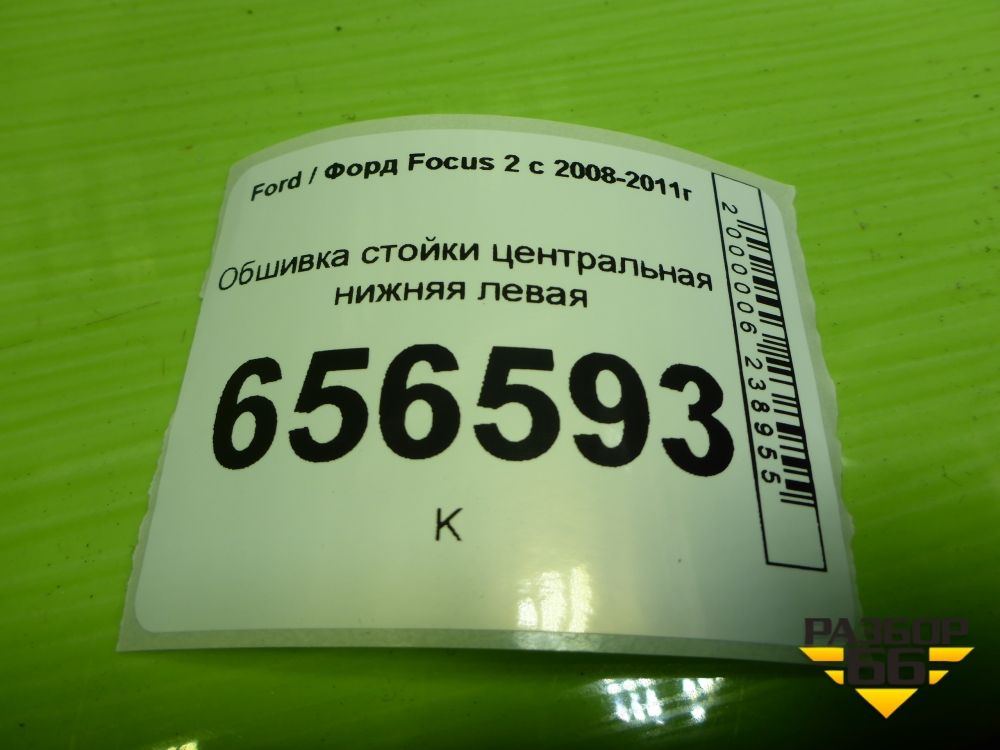 Ford / Форд Focus 2 с 2008-2011г
Обшивка стойки центральная
нижняя левая
656593
К
2000006238955
РАЗБОР
66